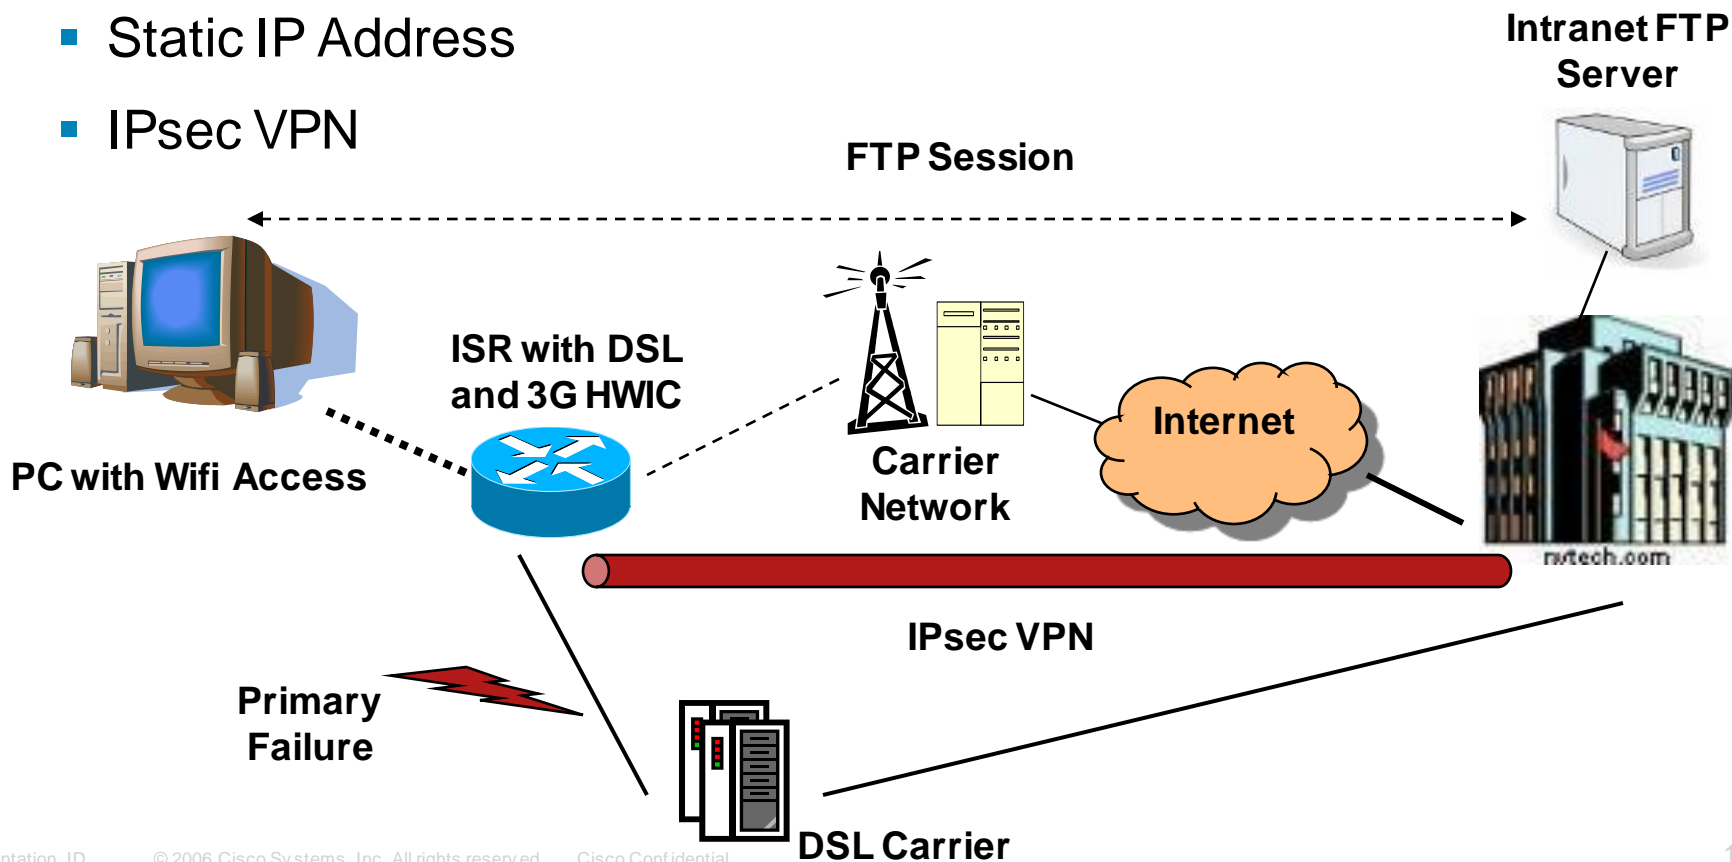 Static IP Address
IPsec VPN
Intranet FTP
Server
FTP Session
ISR with DSL
and 3G HWIC
PC with Wifi Access
Carrier
Network
Internet
IPsec VPN
Primary
Failure
DSL Carrier
ntation_ID
© 2006 Cisco Systems, Inc. All rights reserved.
Cisco Confidential
1